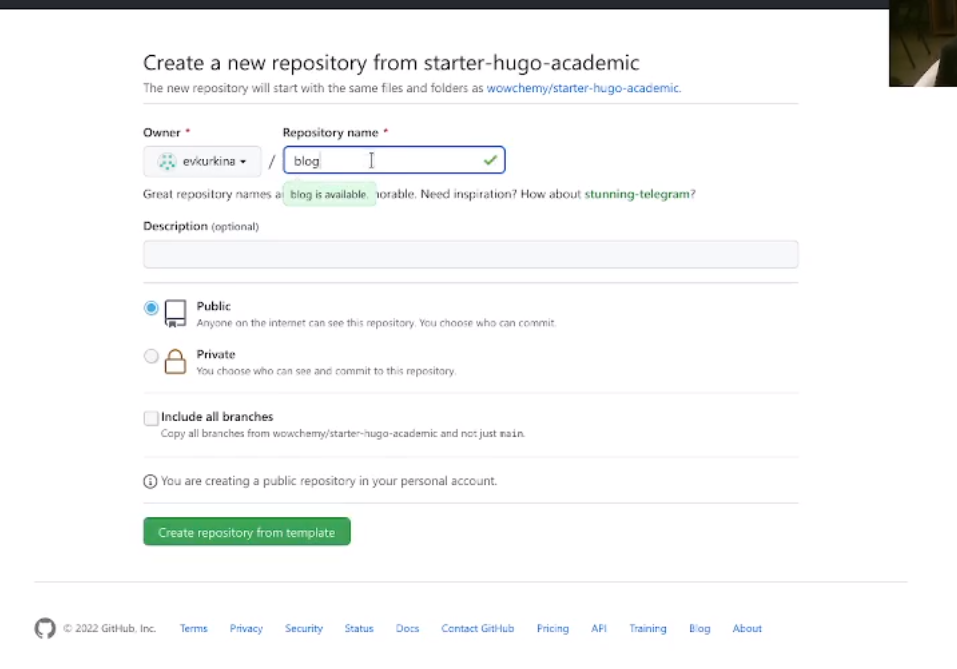 Create a new repository from starter-hugo-academic
The new repository will start with the same files and folders as wowchemy/starter-hugo-academic.
Owner * Repository name *
evkurkina / blog
Great repository names a blog is available. norable. Need inspiration? How about stunning-telegram?
Description (optional)
Public
Anyone on the internet can see this repository. You choose who can commit.
Private
You choose who can see and commit to this repository.
Include all branches
Copy all branches from wowchemy/starter-hugo-academic and not just main.
You are creating a public repository in your personal account.
Create repository from template
© 2022 GitHub, Inc. Terms Privacy Security Status Docs Contact GitHub Pricing API Training Blog About